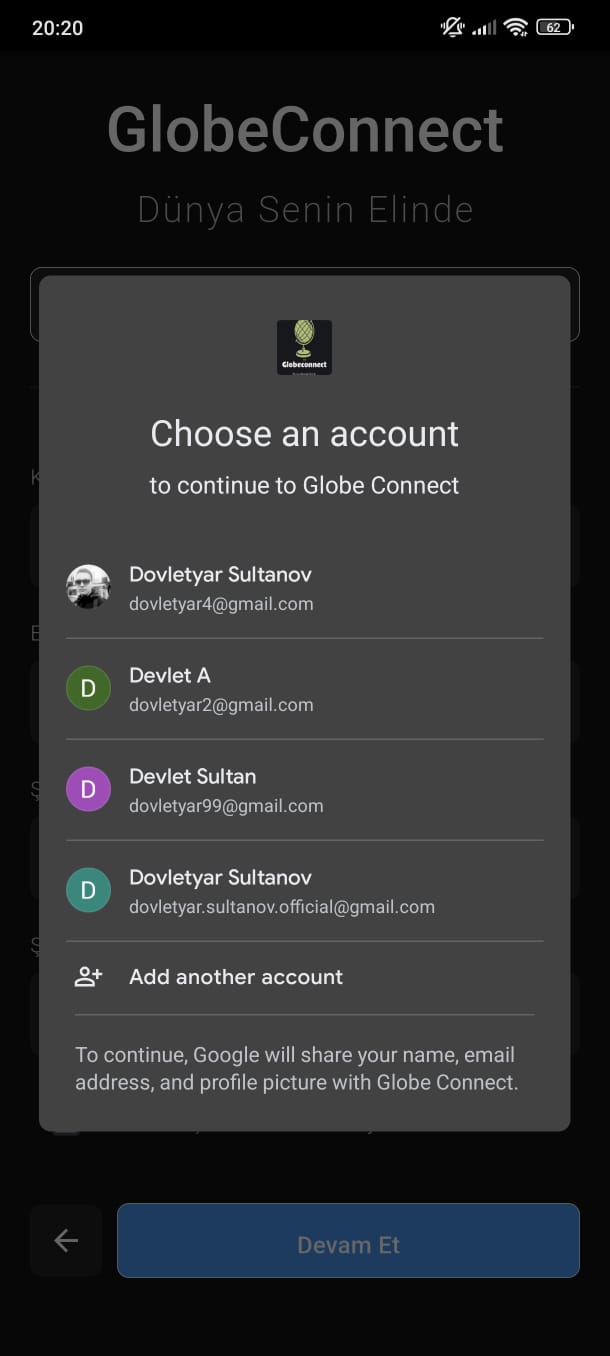 20:20
62
GlobeConnect
Dünya Senin Elinde
Globeconnect
Choose an account
to continue to Globe Connect
Dovletyar Sultanov
dovletyar4@gmail.com
D
Devlet A
dovletyar2@gmail.com
D
Devlet Sultan
dovletyar99@gmail.com
D
Dovletyar Sultanov
dovletyar.sultanov.official@gmail.com
Add another account
To continue, Google will share your name, email
address, and profile picture with Globe Connect.
Devam Et